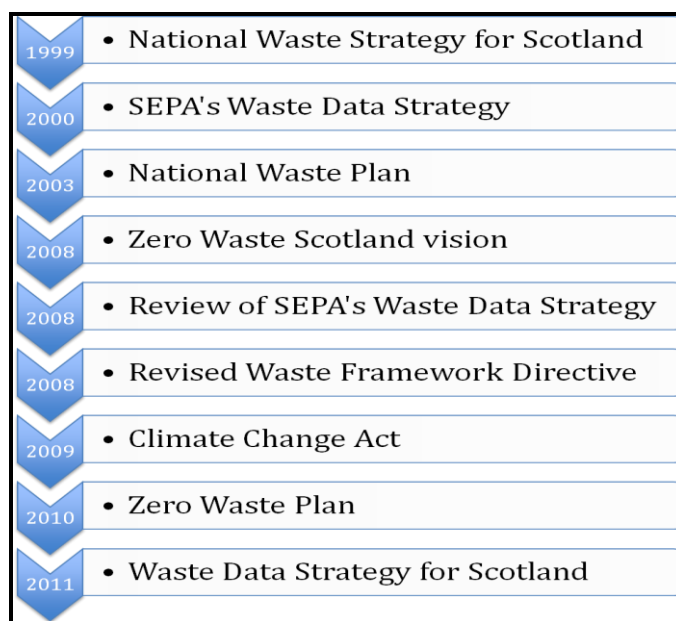 1999 • National Waste Strategy for Scotland
2000 • SEPA's Waste Data Strategy
2003 • National Waste Plan
2008 • Zero Waste Scotland vision
2008 • Review of SEPA's Waste Data Strategy
2008 • Revised Waste Framework Directive
2009 • Climate Change Act
2010 • Zero Waste Plan
2011 • Waste Data Strategy for Scotland